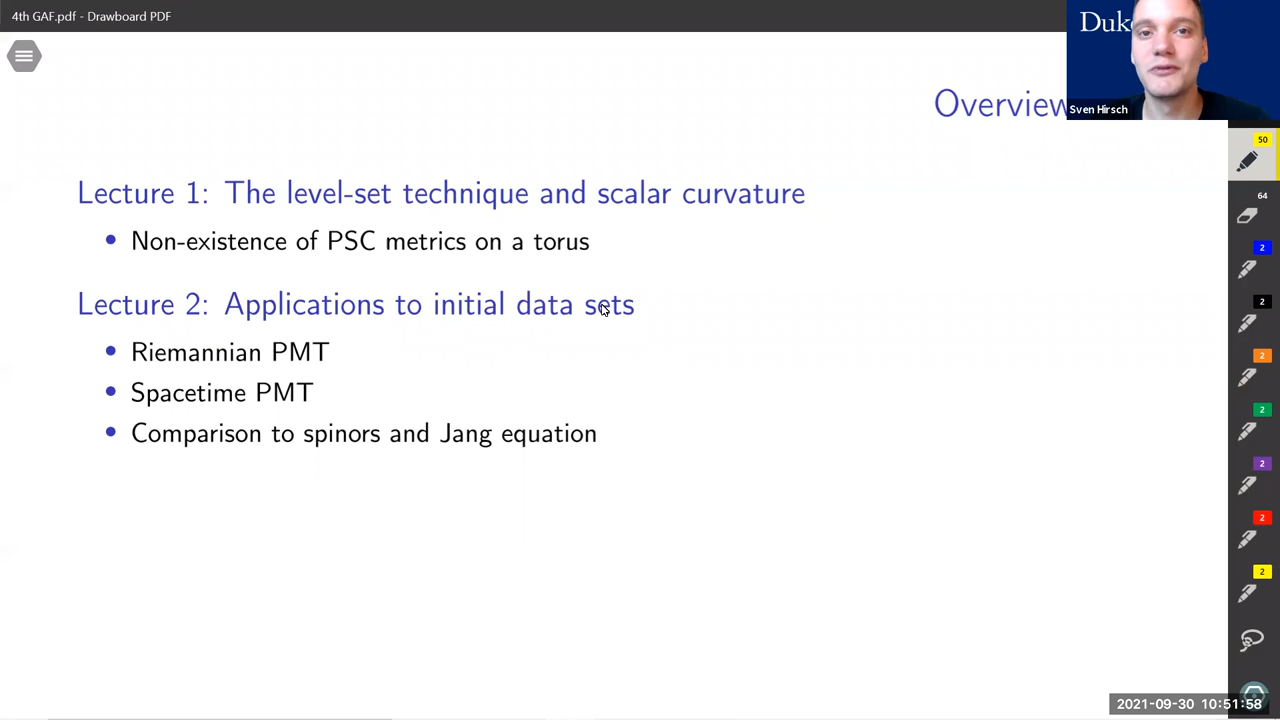 4th GAF.pdf - Drawboard PDF
Duke
Sven Hirsch
Overview
50
64
2
2
2
2
2
2
2
Lecture 1: The level-set technique and scalar curvature
• Non-existence of PSC metrics on a torus
Lecture 2: Applications to initial data sets
• Riemannian PMT
• Spacetime PMT
• Comparison to spinors and Jang equation
2021-09-30 10:51:58